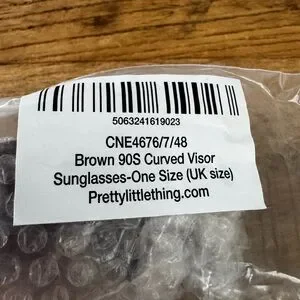 5063241619023
CNE4676/7/48
Brown 90S Curved Visor
Sunglasses-One Size (UK size)
Prettylittlething.com